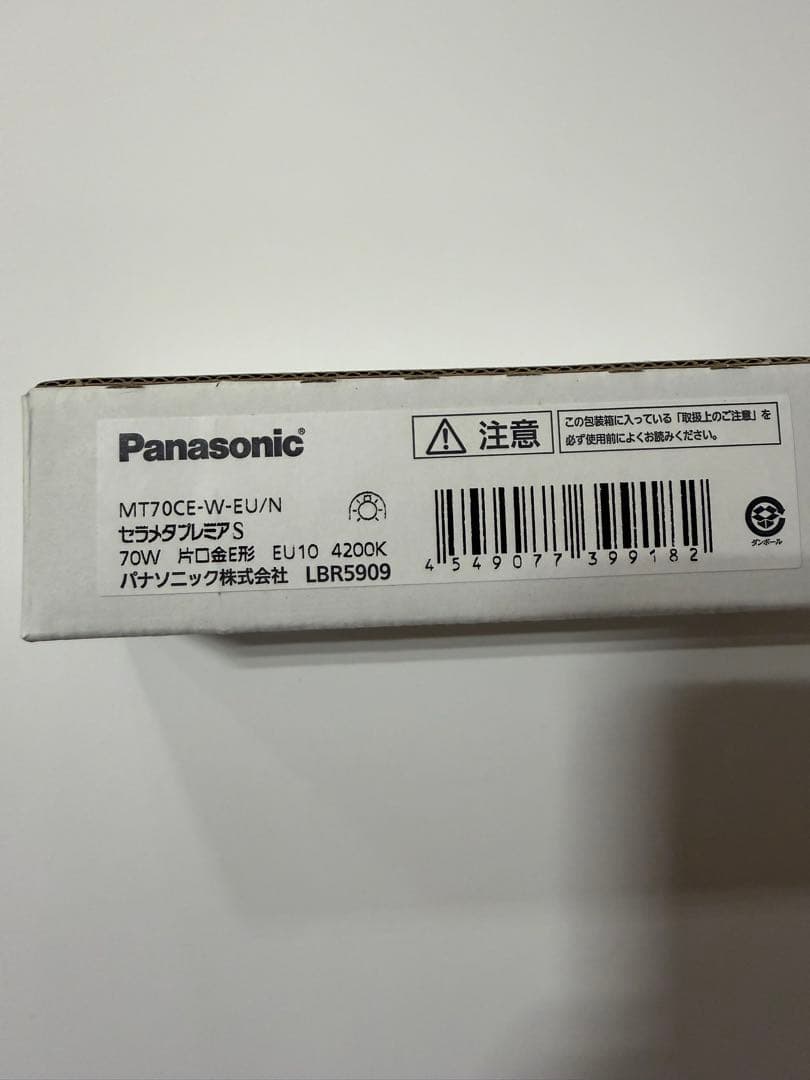 Panasonic®
MT70CE-W-EU/N
セラメタプレミアS
70W 片口金E形 EU10 4200K
パナソニック株式会社 LBR5909
注意
この包装箱に入っている「取扱上のご注意」を
必ず使用前によくお読みください。
4549077399182
ダンボール